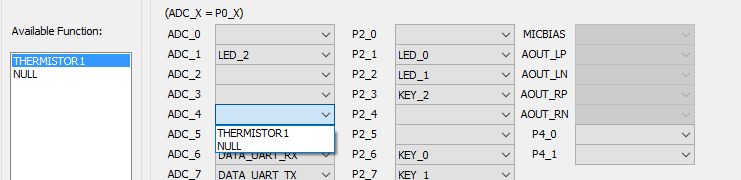 (ADC_X = P0_X)
Available Function:
THERMISTOR1
NULL
ADC_0 P2_0 MICBIAS
ADC_1 LED_2 P2_1 LED_0 AOUT_LP
ADC_2 P2_2 LED_1 AOUT_LN
ADC_3 P2_3 KEY_2 AOUT_RP
ADC_4 P2_4 AOUT_RN
ADC_5 THERMISTOR1 P2_5 P4_0
NULL
ADC_6 DATA_UART_RX P2_6 KEY_0 P4_1
ADC_7 DATA_UART_TX P2_7 KEY_1